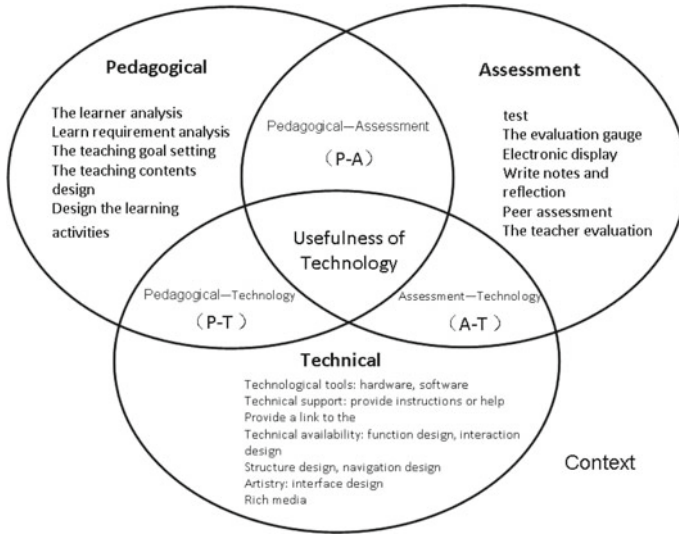 Pedagogical
The learner analysis
Learn requirement analysis
The teaching goal setting
The teaching contents
design
Design the learning
activities
Pedagogical—Assessment
（P-A）
Assessment
test
The evaluation gauge
Electronic display
Write notes and
reflection
Peer assessment
The teacher evaluation
Usefulness of
Technology
Pedagogical—Technology
（P-T）
Assessment—Technology
（A-T）
Technical
Technological tools: hardware, software
Technical support: provide instructions or help
Provide a link to the
Technical availability: function design, interaction
design
Structure design, navigation design
Artistry: interface design
Rich media
Context